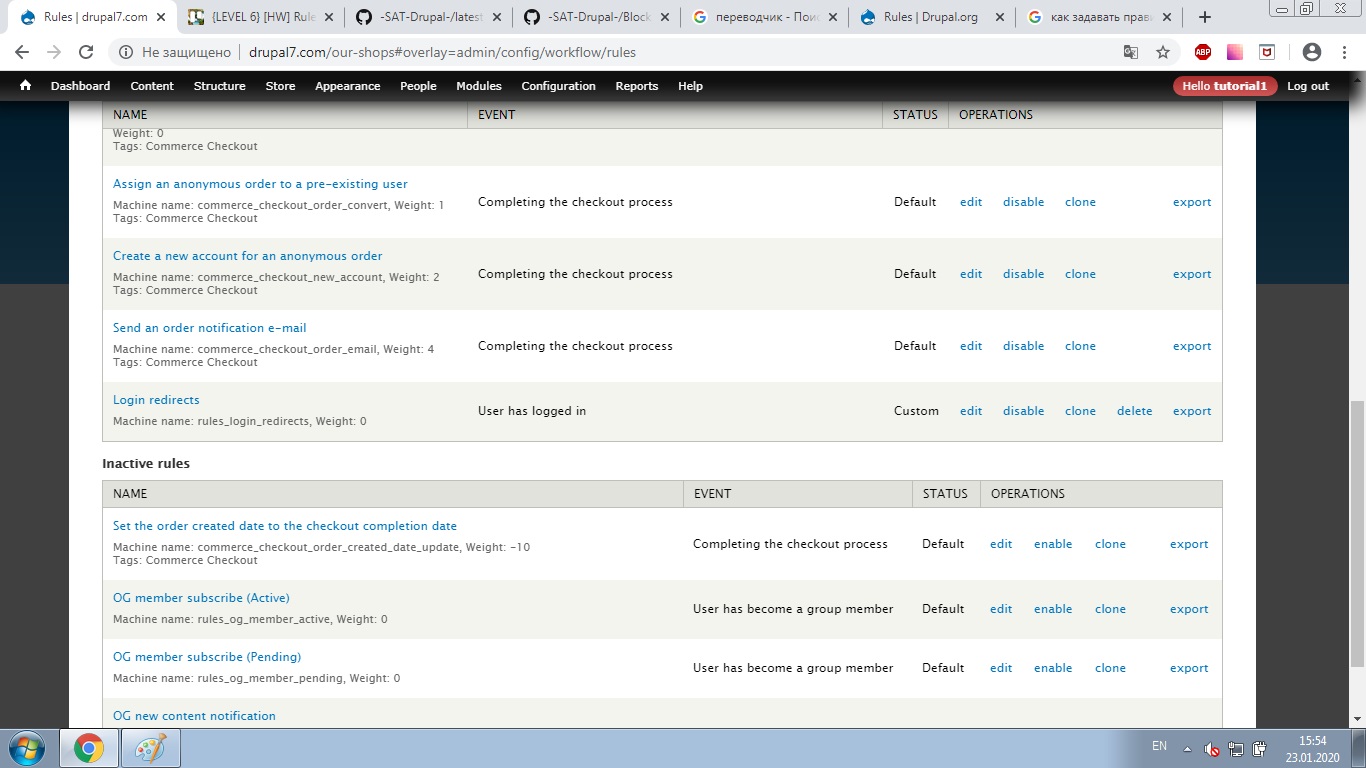 Rules | drupal7.com
{LEVEL 6} [HW] Rule
-SAT-Drupal-/latest
-SAT-Drupal-/Block
переводчик - Пои
Rules | Drupal.org
как задавать прав
Не защищено | drupal7.com/our-shops#overlay=admin/config/workflow/rules
ABP
Dashboard Content Structure Store Appearance People Modules Configuration Reports Help Hello tutorial1 Log out
NAME EVENT STATUS OPERATIONS
Weight: 0
Tags: Commerce Checkout
Assign an anonymous order to a pre-existing user
Machine name: commerce_checkout_order_convert, Weight: 1
Tags: Commerce Checkout
Completing the checkout process Default edit disable clone export
Create a new account for an anonymous order
Machine name: commerce_checkout_new_account, Weight: 2
Tags: Commerce Checkout
Completing the checkout process Default edit disable clone export
Send an order notification e-mail
Machine name: commerce_checkout_order_email, Weight: 4
Tags: Commerce Checkout
Completing the checkout process Default edit disable clone export
Login redirects
Machine name: rules_login_redirects, Weight: 0
User has logged in Custom edit disable clone delete export
Inactive rules
NAME EVENT STATUS OPERATIONS
Set the order created date to the checkout completion date
Machine name: commerce_checkout_order_created_date_update, Weight: -10
Tags: Commerce Checkout
Completing the checkout process Default edit enable clone export
OG member subscribe (Active)
Machine name: rules_og_member_active, Weight: 0
User has become a group member Default edit enable clone export
OG member subscribe (Pending)
Machine name: rules_og_member_pending, Weight: 0
User has become a group member Default edit enable clone export
OG new content notification
EN
15:54
23.01.2020